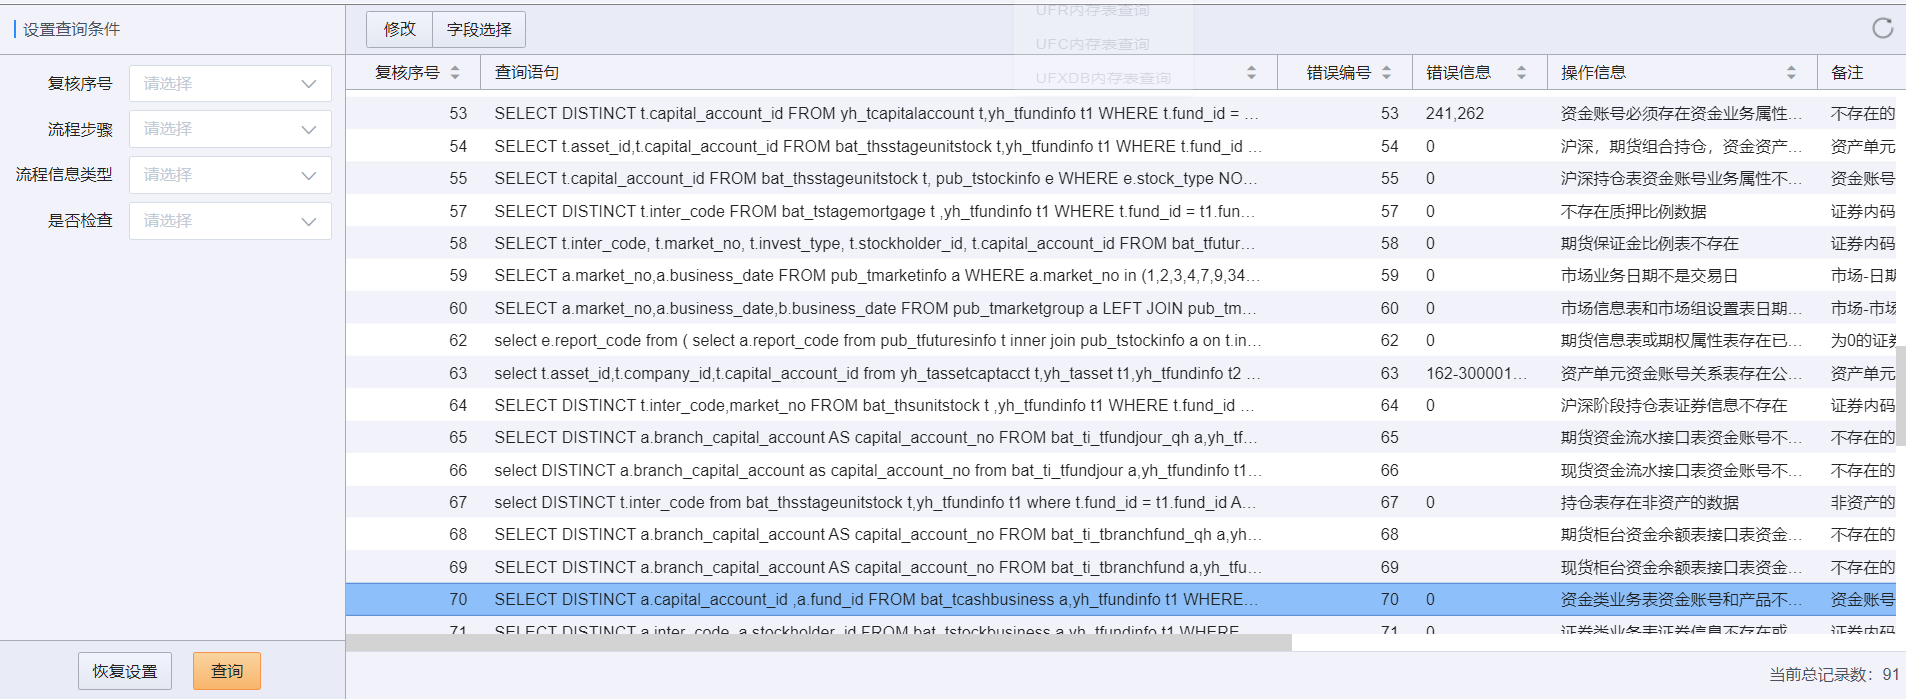 UFR内存表查询
设置查询条件
修改
字段选择
UFC内存表查询
UFXDB内存表查询
复核序号 查询语句 错误编号 错误信息 操作信息 备注
复核序号 请选择
流程步骤 请选择
流程信息类型 请选择
是否检查 请选择
53 SELECT DISTINCT t.capital_account_id FROM yh_tcapitalaccount t,yh_tfundinfo t1 WHERE t.fund_id = ... 53 241,262 资金账号必须存在资金业务属性... 不存在的
54 SELECT t.asset_id,t.capital_account_id FROM bat_thsstageunitstock t,yh_tfundinfo t1 WHERE t.fund_id ... 54 0 沪深，期货组合持仓，资金资产... 资产单元
55 SELECT t.capital_account_id FROM bat_thsstageunitstock t, pub_tstockinfo e WHERE e.stock_type NO... 55 0 沪深持仓表资金账号业务属性不... 资金账号
57 SELECT DISTINCT t.inter_code FROM bat_tstagemortgage t ,yh_tfundinfo t1 WHERE t.fund_id = t1.fun... 57 0 不存在质押比例数据 证券内码
58 SELECT t.inter_code, t.market_no, t.invest_type, t.stockholder_id, t.capital_account_id FROM bat_tfutur... 58 0 期货保证金比例表不存在 证券内码
59 SELECT a.market_no,a.business_date FROM pub_tmarketinfo a WHERE a.market_no in (1,2,3,4,7,9,34... 59 0 市场业务日期不是交易日 市场-日期
60 SELECT a.market_no,a.business_date,b.business_date FROM pub_tmarketgroup a LEFT JOIN pub_tm... 60 0 市场信息表和市场组设置表日期... 市场-市场
62 select e.report_code from ( select a.report_code from pub_tfuturesinfo t inner join pub_tstockinfo a on t.in... 62 0 期货信息表或期权属性表存在已... 为0的证券
63 select t.asset_id,t.company_id,t.capital_account_id from yh_tassetcaptacct t,yh_tasset t1,yh_tfundinfo t2 ... 63 162-300001... 资产单元资金账号关系表存在公... 资产单元
64 SELECT DISTINCT t.inter_code,market_no FROM bat_thsunitstock t ,yh_tfundinfo t1 WHERE t.fund_id ... 64 0 沪深阶段持仓表证券信息不存在 证券内码
65 SELECT DISTINCT a.branch_capital_account AS capital_account_no FROM bat_ti_tfundjour_qh a,yh_tf... 65 期货资金流水接口表资金账号不... 不存在的
66 select DISTINCT a.branch_capital_account as capital_account_no from bat_ti_tfundjour a,yh_tfundinfo t1... 66 现货资金流水接口表资金账号不... 不存在的
67 select DISTINCT t.inter_code from bat_thsstageunitstock t,yh_tfundinfo t1 where t.fund_id = t1.fund_id A... 67 0 持仓表存在非资产的数据 非资产的
68 SELECT DISTINCT a.branch_capital_account AS capital_account_no FROM bat_ti_tbranchfund_qh a,yh... 68 期货柜台资金余额表接口表资金... 不存在的
69 SELECT DISTINCT a.branch_capital_account AS capital_account_no FROM bat_ti_tbranchfund a,yh_tfu... 69 现货柜台资金余额表接口表资金... 不存在的
70 SELECT DISTINCT a.capital_account_id ,a.fund_id FROM bat_tcashbusiness a,yh_tfundinfo t1 WHERE... 70 0 资金类业务表资金账号和产品不... 资金账号
71 SELECT DISTINCT a.inter_code, a.stockholder_id FROM bat_tstockbusiness a,yh_tfundinfo t1 WHERE... 71 0 证券类业务表证券信息不存在或... 证券内码
恢复设置
查询
当前总记录数：91